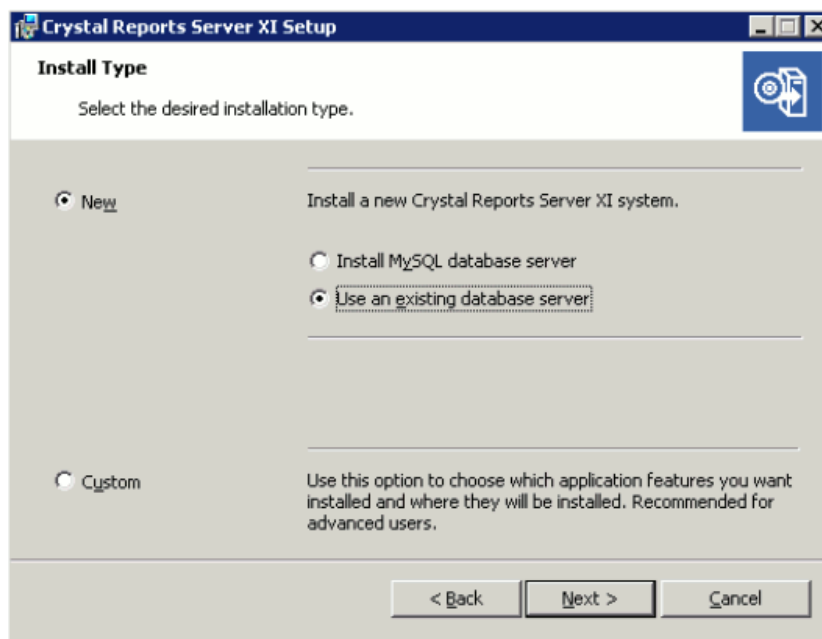 Crystal Reports Server XI Setup
Install Type
Select the desired installation type.
New
Install a new Crystal Reports Server XI system.
Install MySQL database server
Use an existing database server
Custom
Use this option to choose which application features you want
installed and where they will be installed. Recommended for
advanced users.
< Back
Next >
Cancel